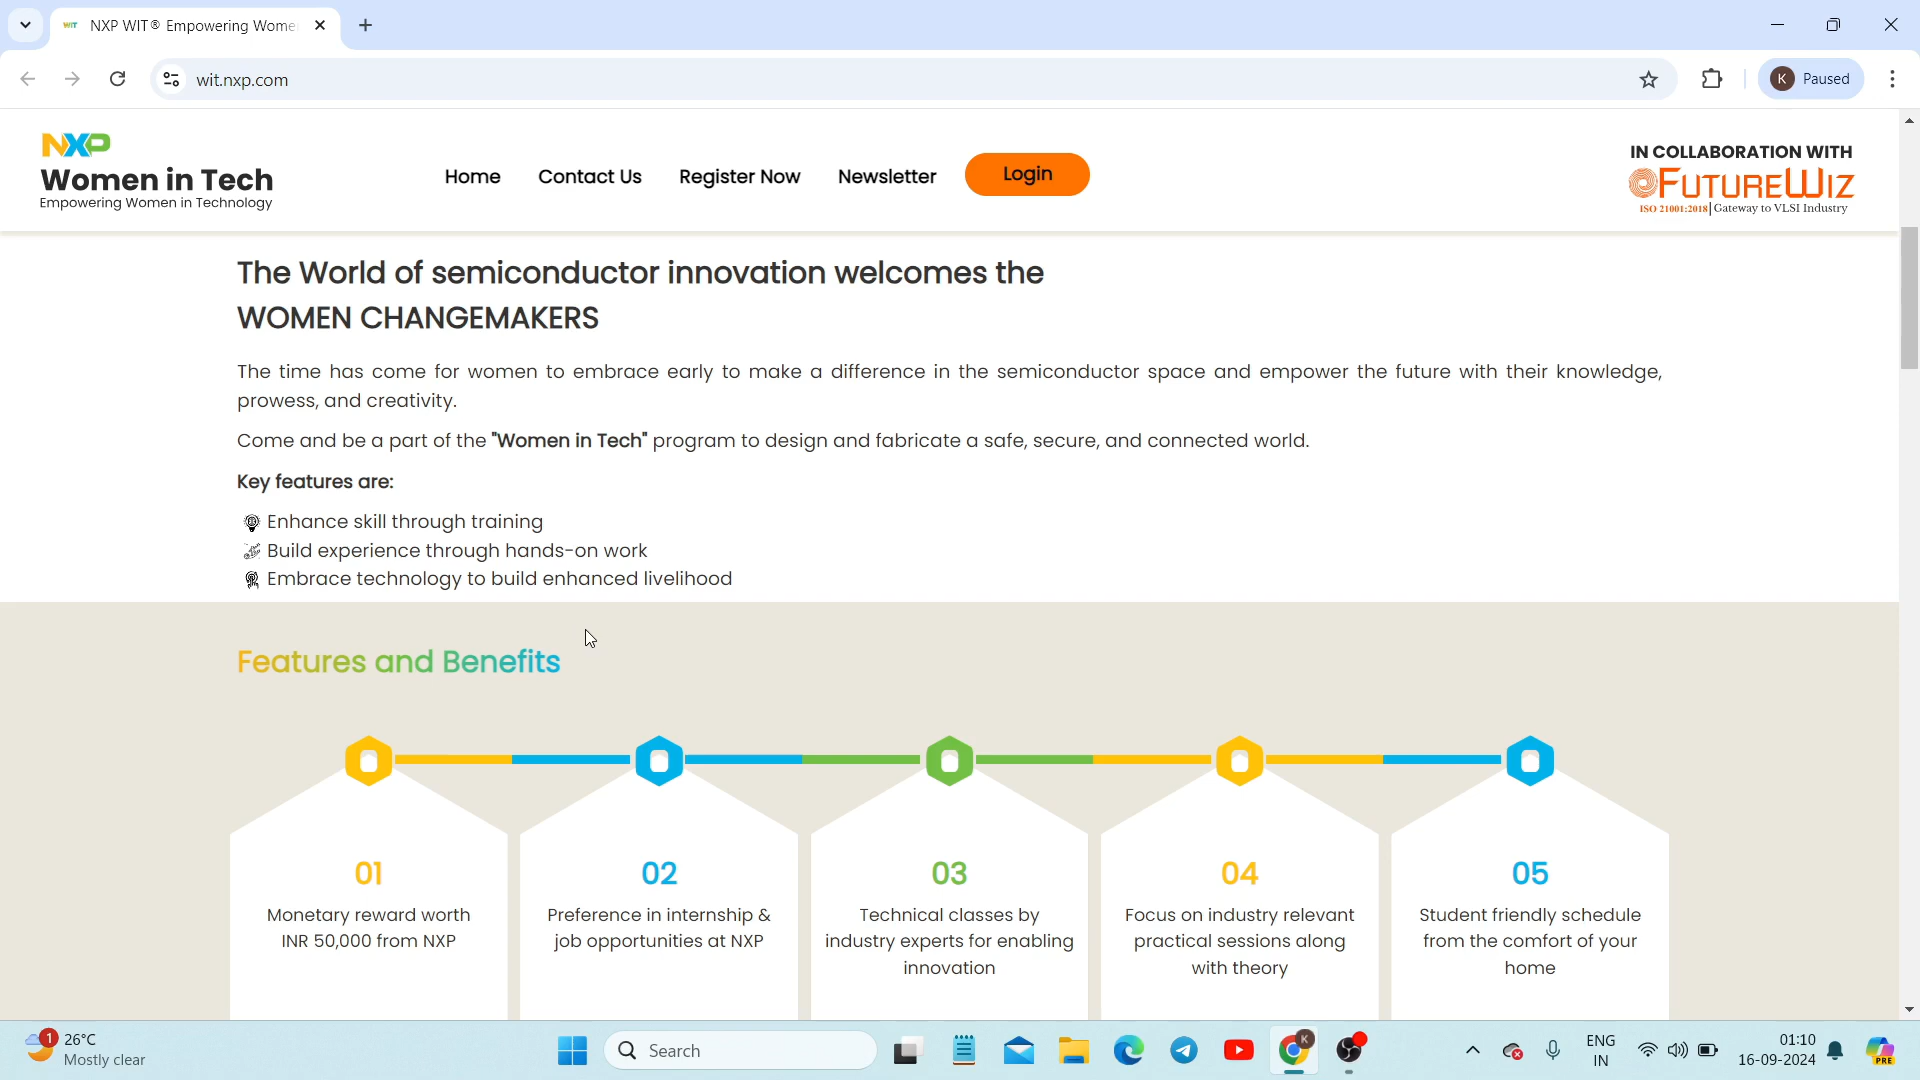 WIT NXP WIT® Empowering Wome
wit.nxp.com
K Paused
NXP
Women in Tech
Empowering Women in Technology
Home
Contact Us
Register Now
Newsletter
Login
IN COLLABORATION WITH
FUTUREWIZ
ISO 21001:2018 | Gateway to VLSI Industry
The World of semiconductor innovation welcomes the
WOMEN CHANGEMAKERS
The time has come for women to embrace early to make a difference in the semiconductor space and empower the future with their knowledge,
prowess, and creativity.
Come and be a part of the "Women in Tech" program to design and fabricate a safe, secure, and connected world.
Key features are:
Enhance skill through training
Build experience through hands-on work
Embrace technology to build enhanced livelihood
Features and Benefits
01
Monetary reward worth
INR 50,000 from NXP
02
Preference in internship &
job opportunities at NXP
03
Technical classes by
industry experts for enabling
innovation
04
Focus on industry relevant
practical sessions along
with theory
05
Student friendly schedule
from the comfort of your
home
1
26°C
Mostly clear
Search
K
ENG
IN
01:10
16-09-2024
PRE